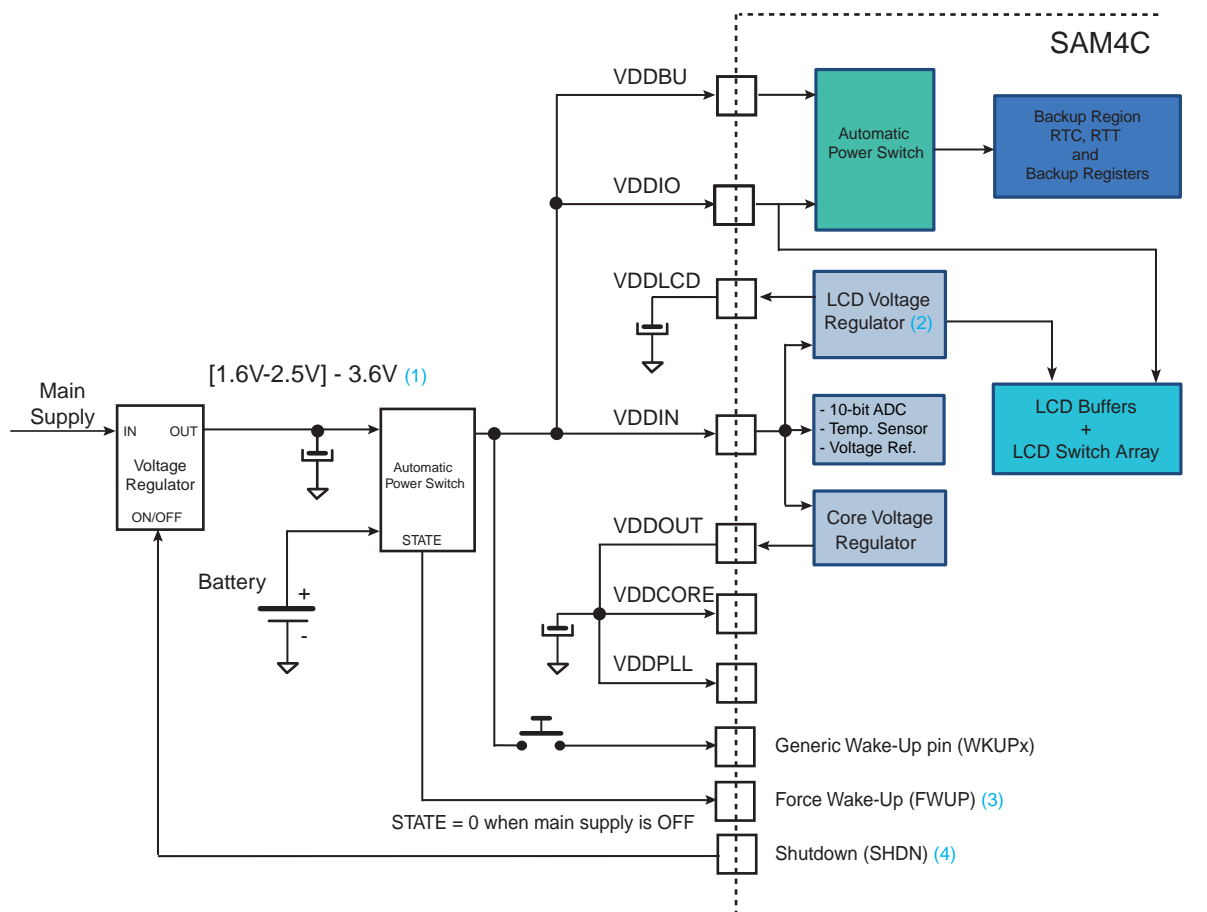 SAM4C
VDDBU
Automatic
Power Switch
Backup Region
RTC, RTT
and
Backup Registers
VDDIO
VDDLCD
LCD Voltage
Regulator (2)
[1.6V-2.5V] - 3.6V (1)
Main
Supply
IN OUT
Voltage
Regulator
ON/OFF
Automatic
Power Switch
STATE
VDDIN
- 10-bit ADC
- Temp. Sensor
- Voltage Ref.
LCD Buffers
+
LCD Switch Array
VDDOUT
Core Voltage
Regulator
Battery
+
-
VDDCORE
VDDPLL
Generic Wake-Up pin (WKUPx)
Force Wake-Up (FWUP) (3)
STATE = 0 when main supply is OFF
Shutdown (SHDN) (4)